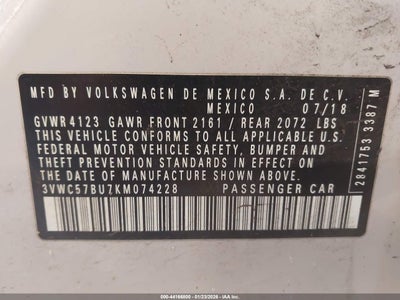 MFD BY VOLKSWAGEN DE MEXICO S.A. DE C.V.
07/18
GVWR 4123 GAWR FRONT 2161 / REAR 2072 LBS
THIS VEHICLE CONFORMS TO ALL APPLICABLE U.S.
FEDERAL MOTOR VEHICLE SAFETY, BUMPER AND
THEFT PREVENTION STANDARDS IN EFFECT ON
THE DATE OF MANUFACTURE SHOWN ABOVE.
3VWC57BU7KM074228 PASSENGER CAR
2841753 3387 M
000-44166000 - 01/23/2026 - IAA Inc.